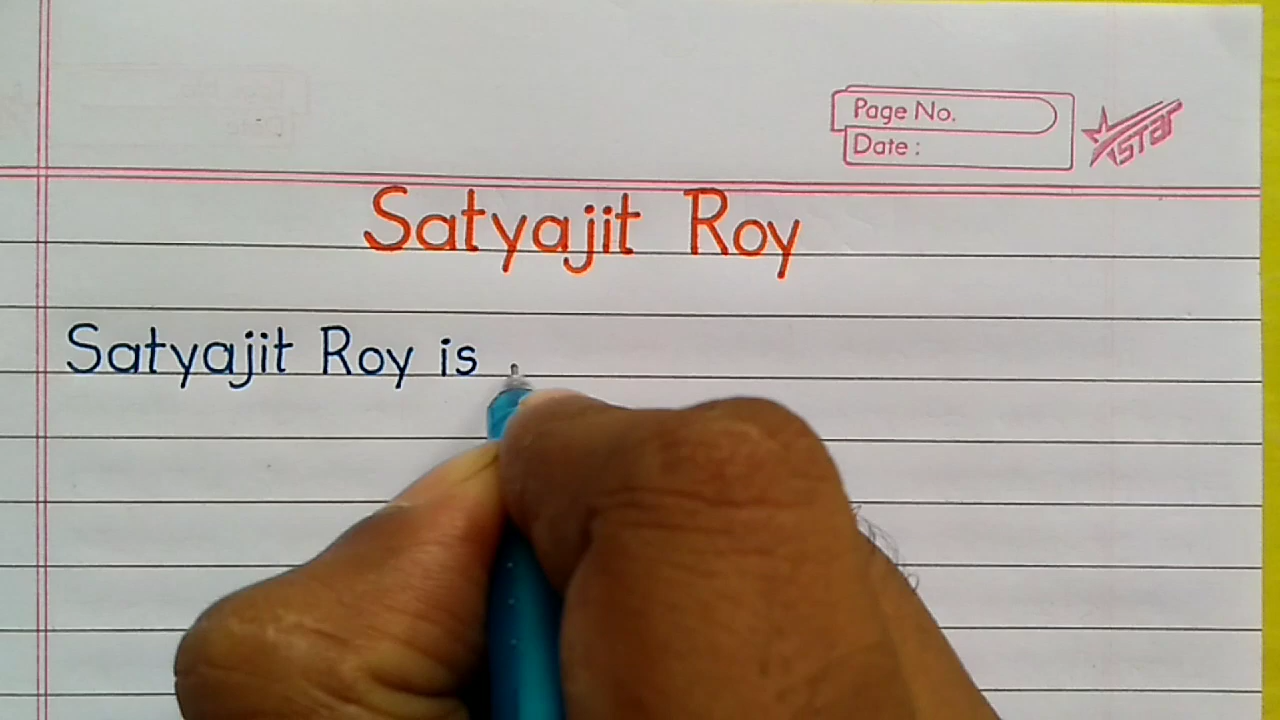 Page No.
Date :
STAR
Satyajit Roy
Satyajit Roy is